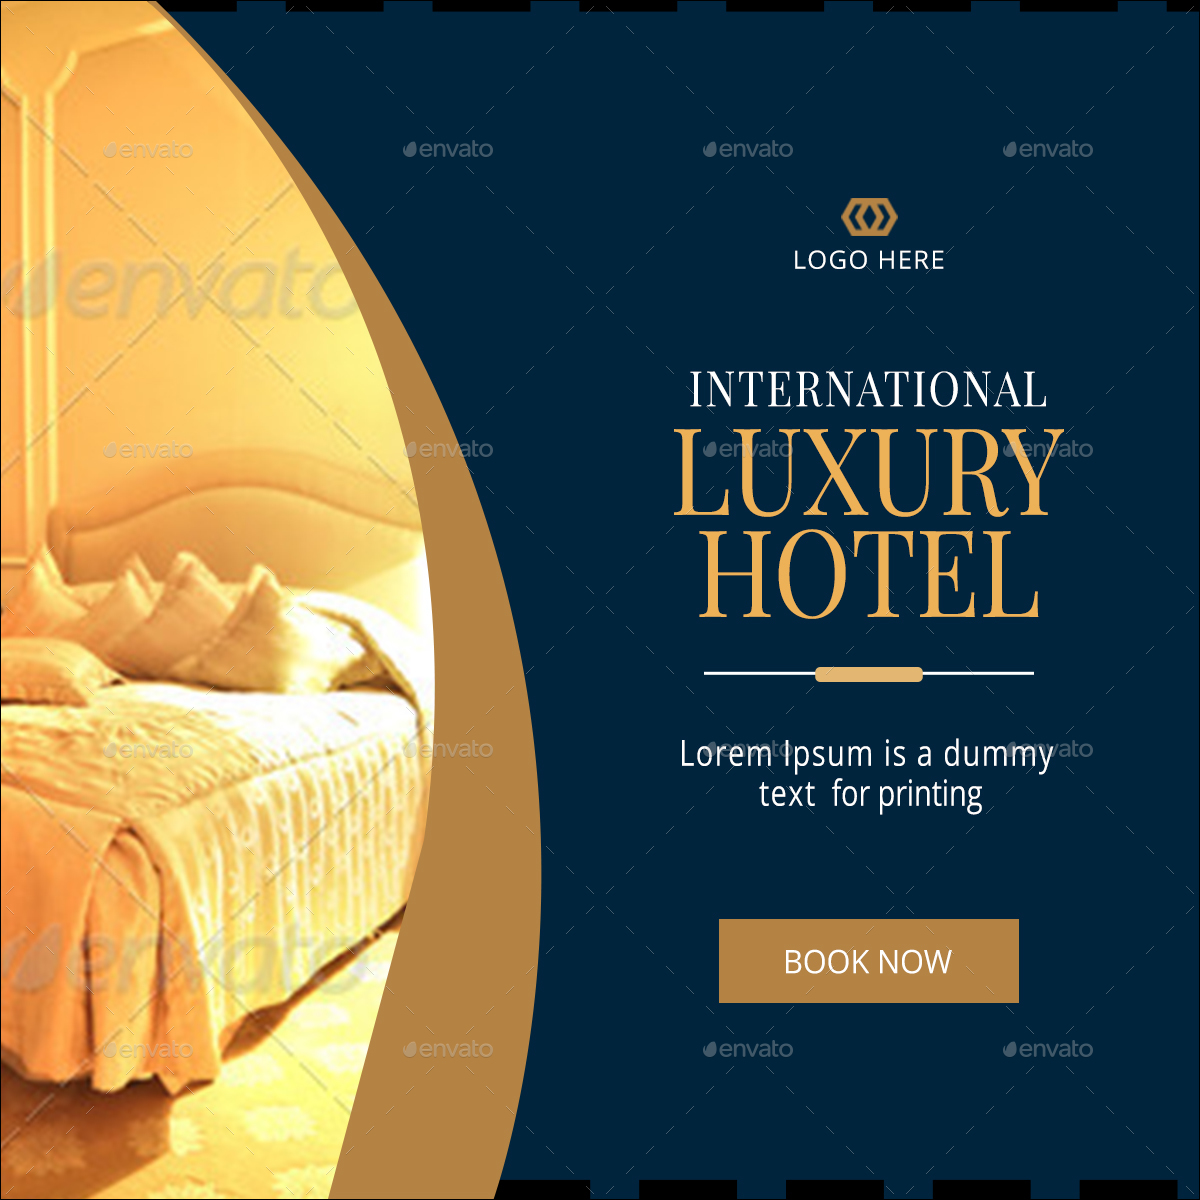 LOGO HERE
INTERNATIONAL
LUXURY
HOTEL
Lorem Ipsum is a dummy
text for printing
BOOK NOW
envato envato envato envato
envato
envato envato envato envato
envato envato envato envato
envato
envato envato envato envato